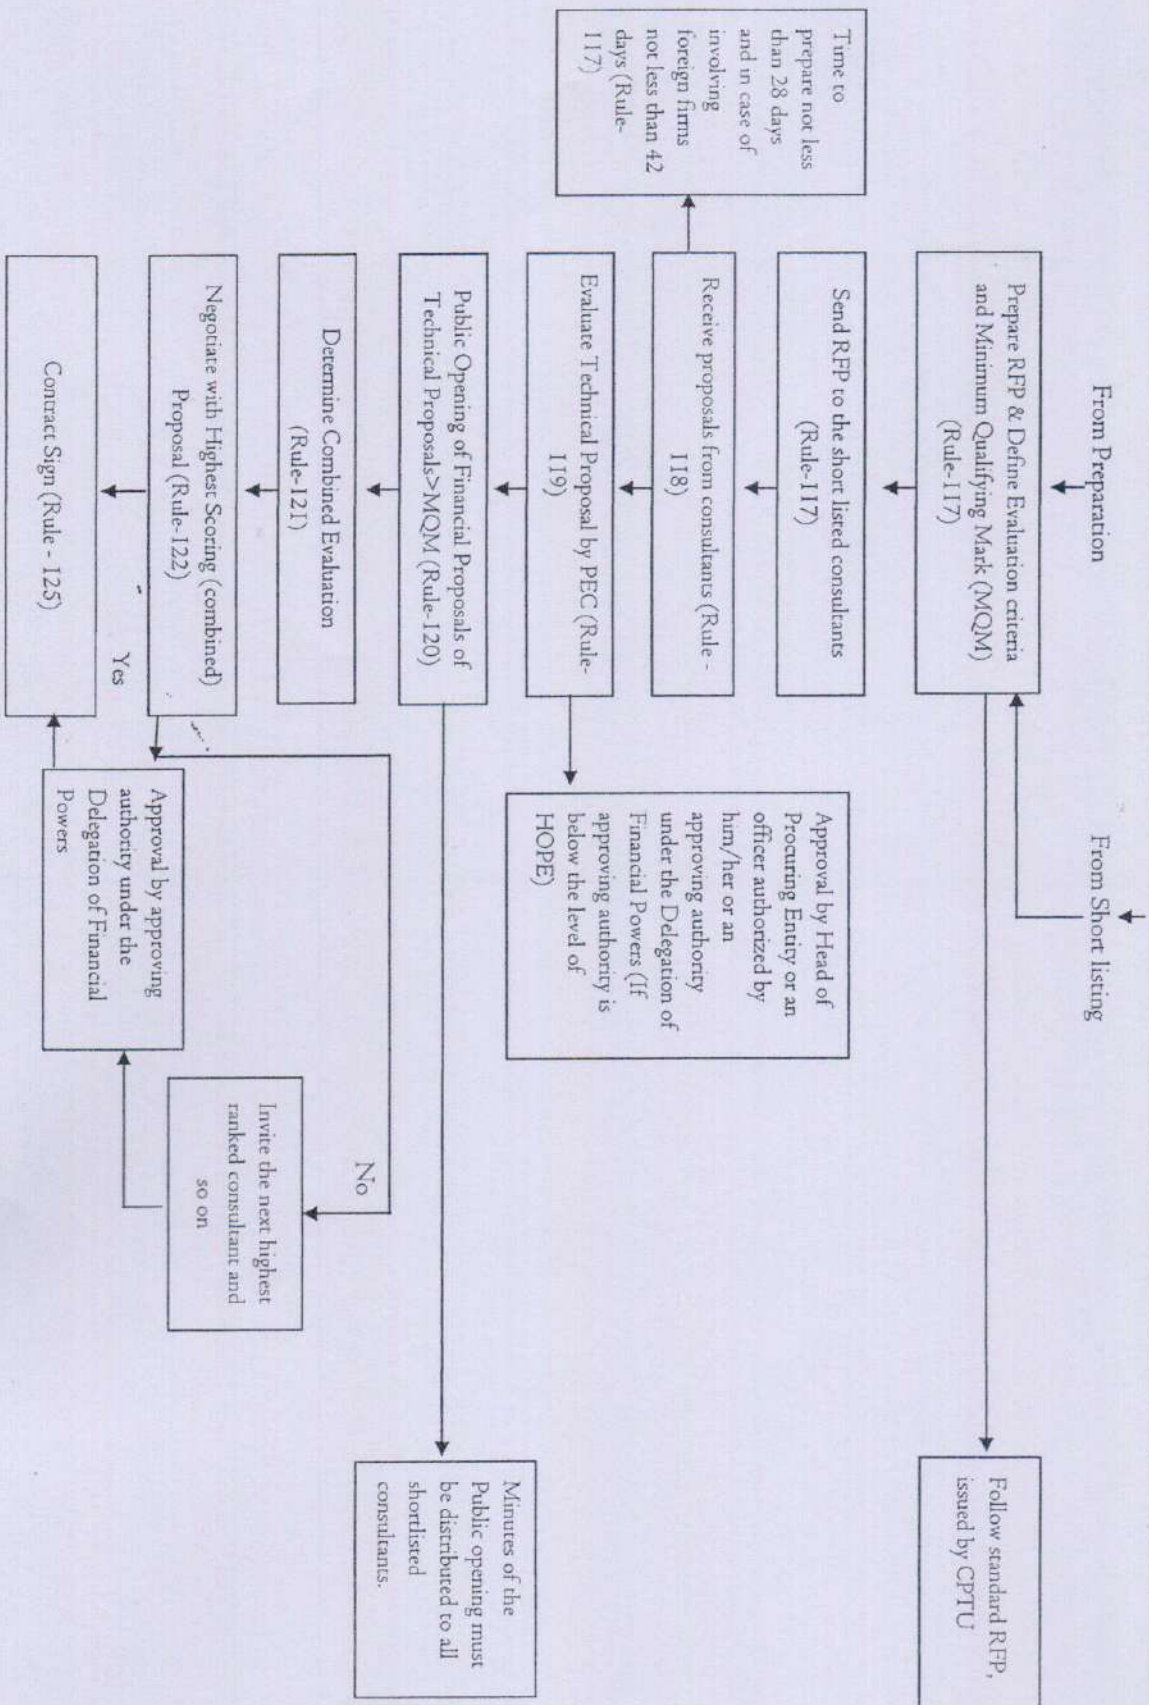 From Preparation
From Short listing
Prepare RFP & Define Evaluation criteria
and Minimum Qualifying Mark (MQM)
(Rule-117)
Follow standard RFP,
issued by CPTU
Send RFP to the short listed consultants
(Rule-117)
Time to
prepare not less
than 28 days
and in case of
involving
foreign firms
not less than 42
days (Rule-
117)
Receive proposals from consultants (Rule -
118)
Evaluate Technical Proposal by PEC (Rule-
119)
Approval by Head of
Procuring Entity or an
officer authorized by
him/her or an
approving authority
under the Delegation of
Financial Powers (If
approving authority is
below the level of
HOPE)
Public Opening of Financial Proposals of
Technical Proposals>MQM (Rule-120)
Minutes of the
Public opening must
be distributed to all
shortlisted
consultants.
Determine Combined Evaluation
(Rule-121)
Negotiate with Highest Scoring (combined)
Proposal (Rule-122)
No
Invite the next highest
ranked consultant and
so on
Yes
Approval by approving
authority under the
Delegation of Financial
Powers
Contract Sign (Rule - 125)